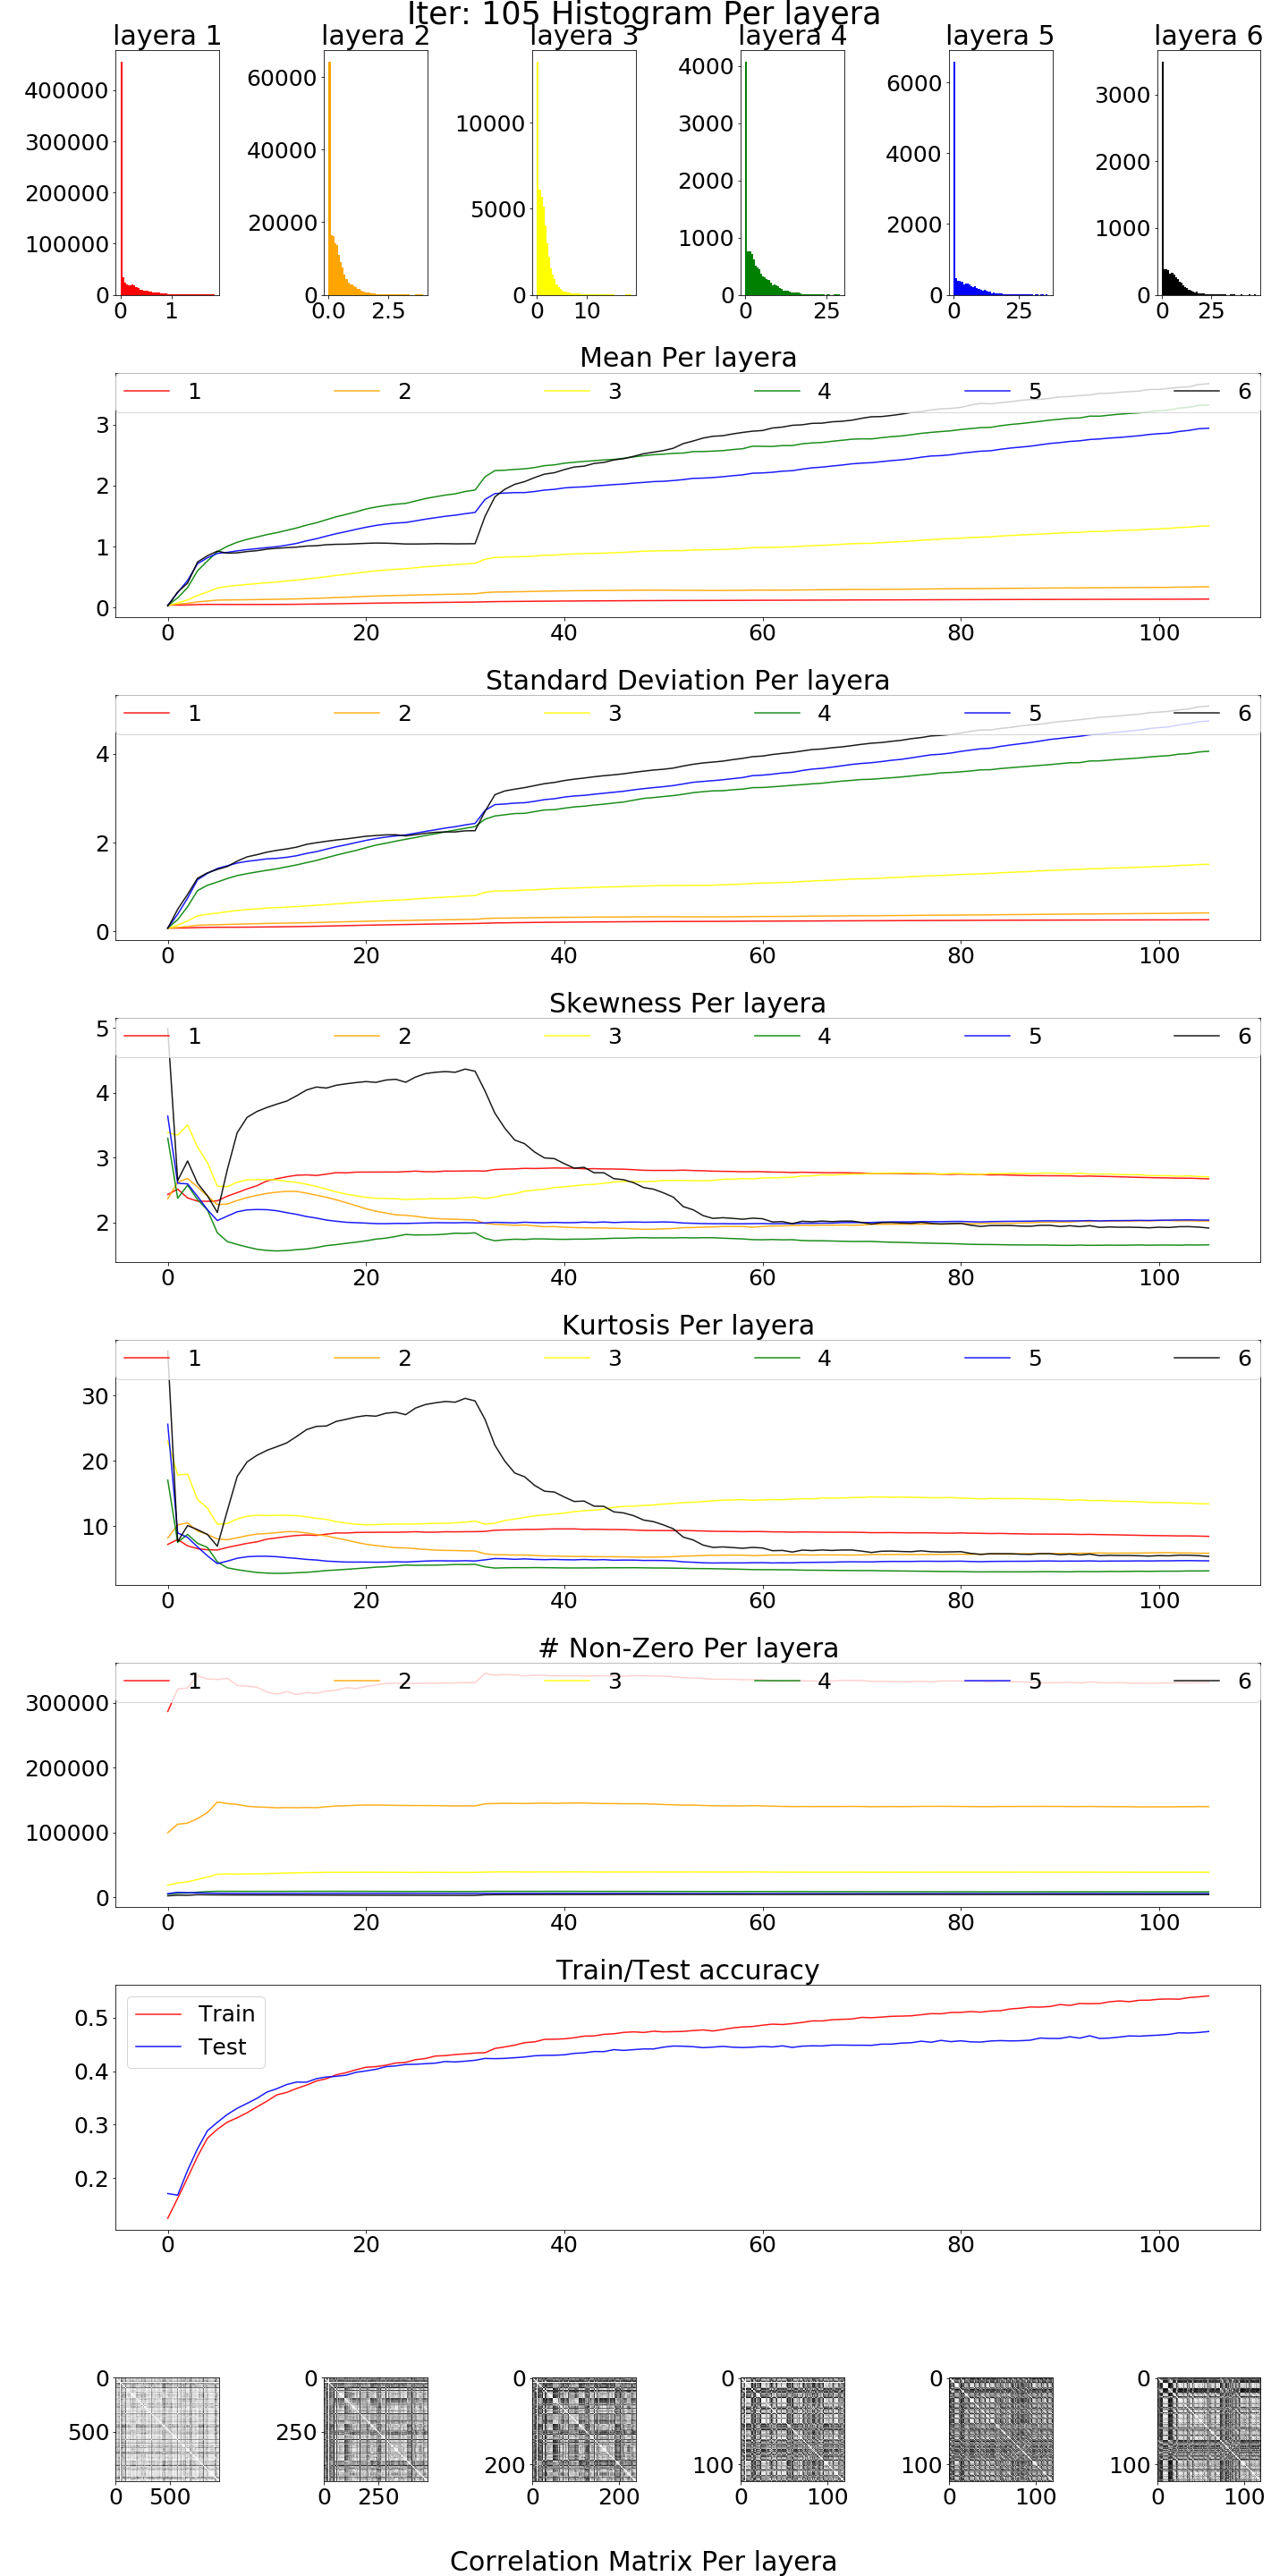 Iter: 105 Histogram Per layera
layera 1 layera 2 layera 3 layera 4 layera 5 layera 6
400000 300000 200000 100000 0
0 1
60000 40000 20000 0
0.0 2.5
10000 5000 0
0 10
4000 3000 2000 1000 0
0 25
6000 4000 2000 0
0 25
3000 2000 1000 0
0 25
Mean Per layera
1 2 3 4 5 6
3
2
1
0
0 20 40 60 80 100
Standard Deviation Per layera
1 2 3 4 5 6
4
2
0
0 20 40 60 80 100
Skewness Per layera
1 2 3 4 5 6
5
4
3
2
0 20 40 60 80 100
Kurtosis Per layera
1 2 3 4 5 6
30
20
10
0 20 40 60 80 100
# Non-Zero Per layera
1 2 3 4 5 6
300000
200000
100000
0
0 20 40 60 80 100
Train/Test accuracy
Train
Test
0.5
0.4
0.3
0.2
0 20 40 60 80 100
0 500
0 500
0 250
0 250
0 200
0 200
0 100
0 100
0 100
0 100
0 100
0 100
Correlation Matrix Per layera